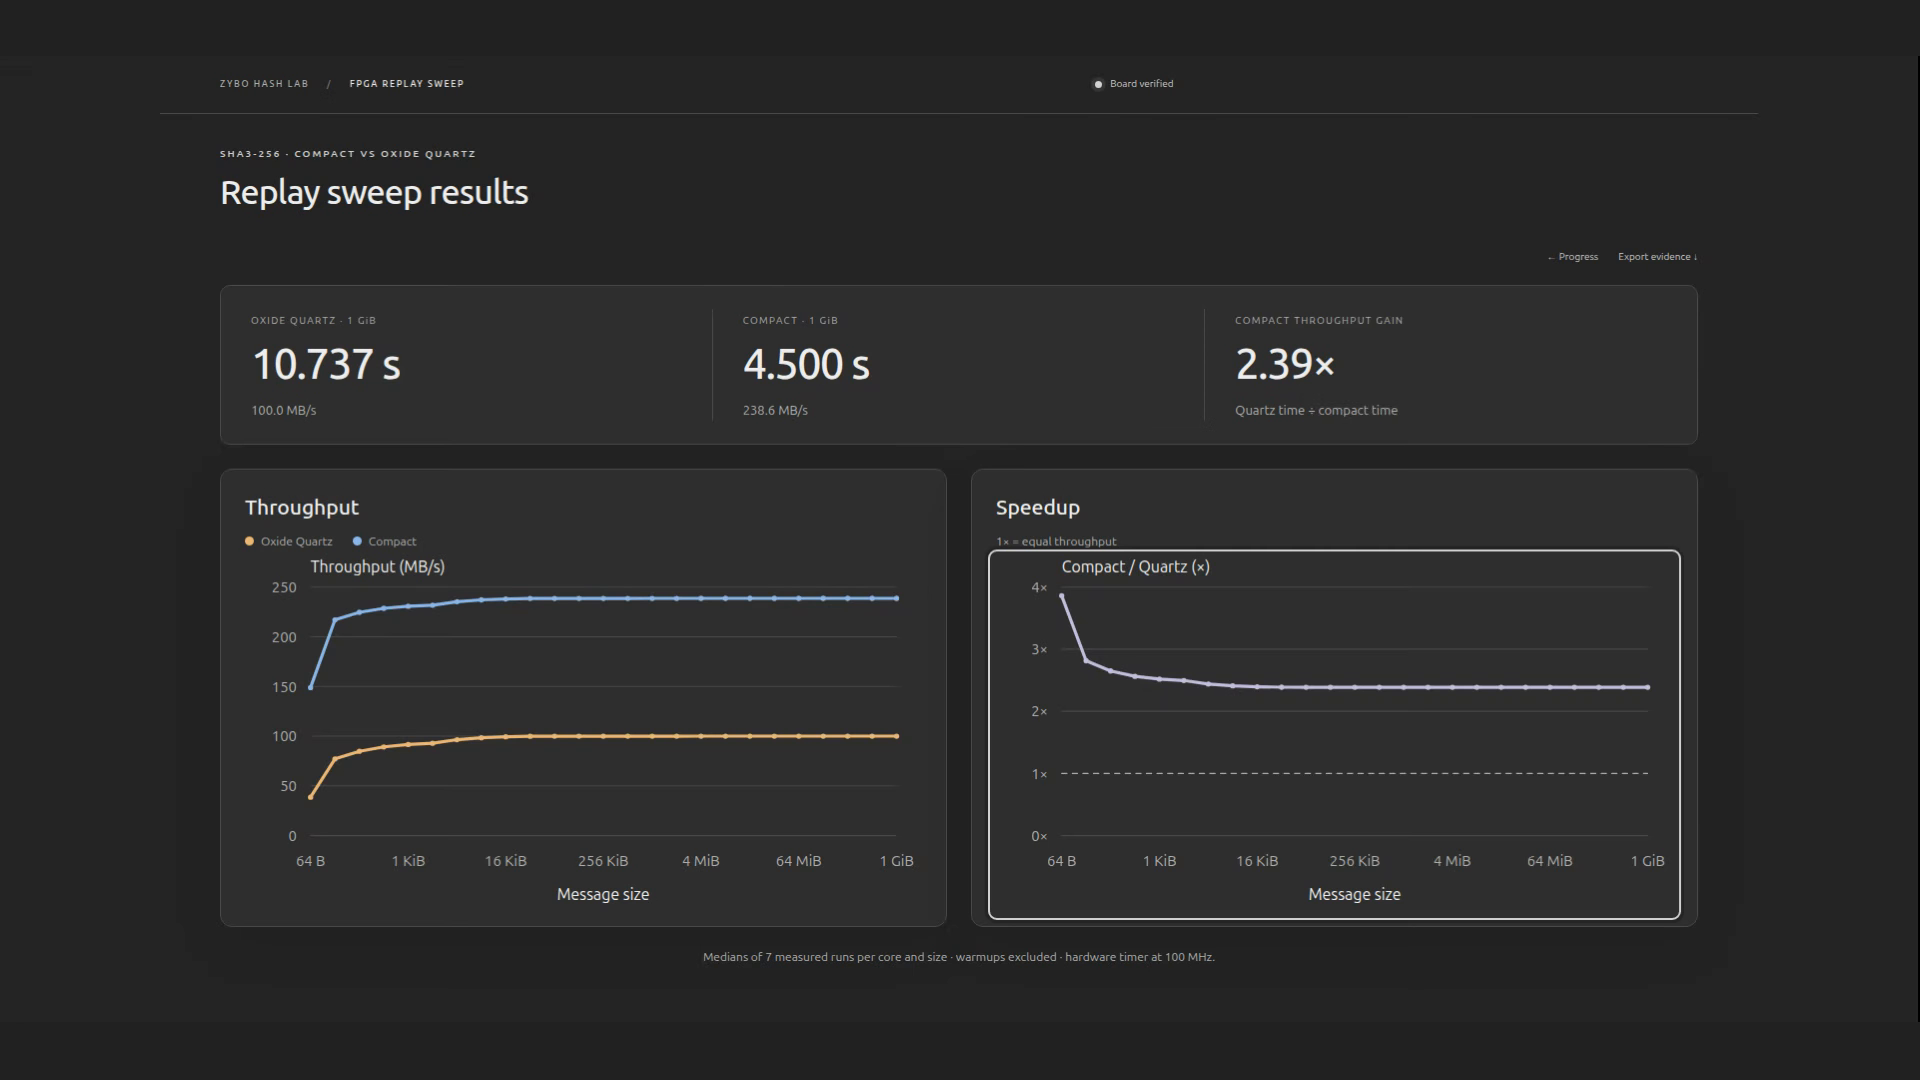 ZYBO HASH LAB / FPGA REPLAY SWEEP
Board verified
SHA3-256 · COMPACT VS OXIDE QUARTZ
Replay sweep results
← Progress Export evidence ↓
OXIDE QUARTZ · 1 GiB
10.737 s
100.0 MB/s
COMPACT · 1 GiB
4.500 s
238.6 MB/s
COMPACT THROUGHPUT GAIN
2.39×
Quartz time ÷ compact time
Throughput
Oxide Quartz Compact
Throughput (MB/s)
250
200
150
100
50
0
64 B 1 KiB 16 KiB 256 KiB 4 MiB 64 MiB 1 GiB
Message size
Speedup
1× = equal throughput
Compact / Quartz (×)
4×
3×
2×
1×
0×
64 B 1 KiB 16 KiB 256 KiB 4 MiB 64 MiB 1 GiB
Message size
Medians of 7 measured runs per core and size · warmups excluded · hardware timer at 100 MHz.